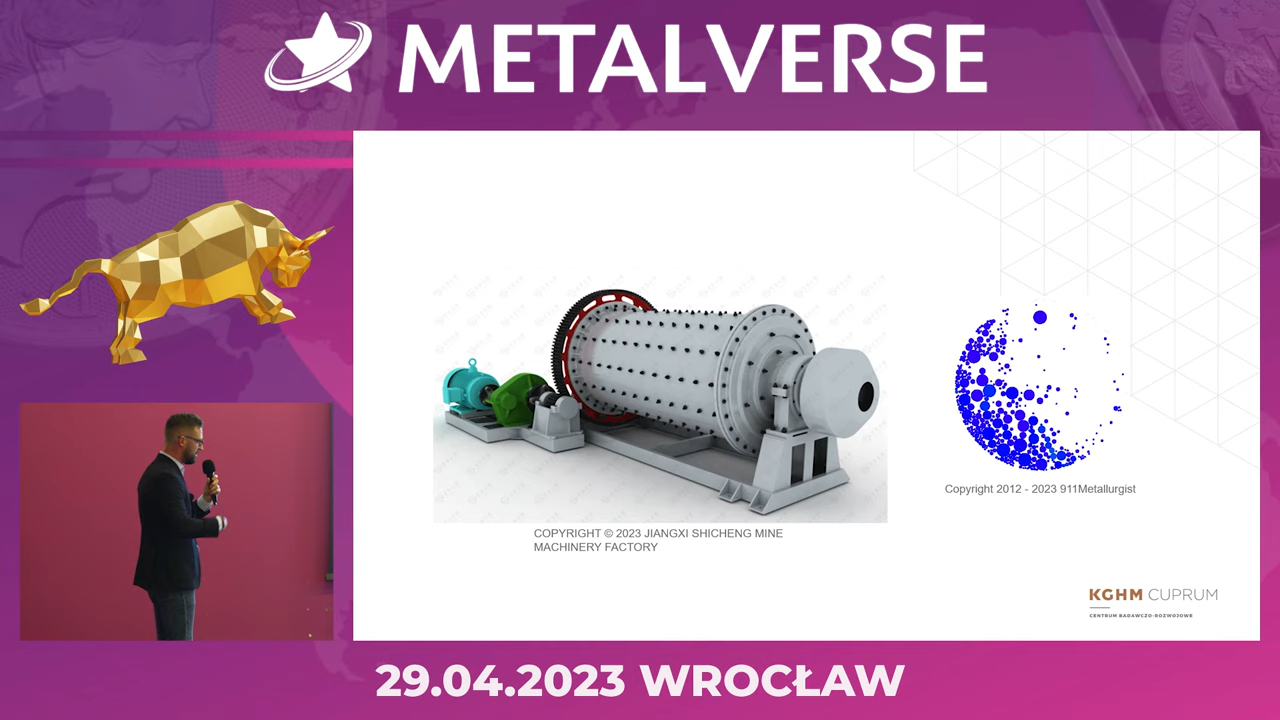 METALVERSE
COPYRIGHT © 2023 JIANGXI SHICHENG MINE
MACHINERY FACTORY
Copyright 2012 - 2023 911Metallurgist
KGHM CUPRUM
CENTRUM BADAWCZO-ROZWOJOWE
29.04.2023 WROCŁAW